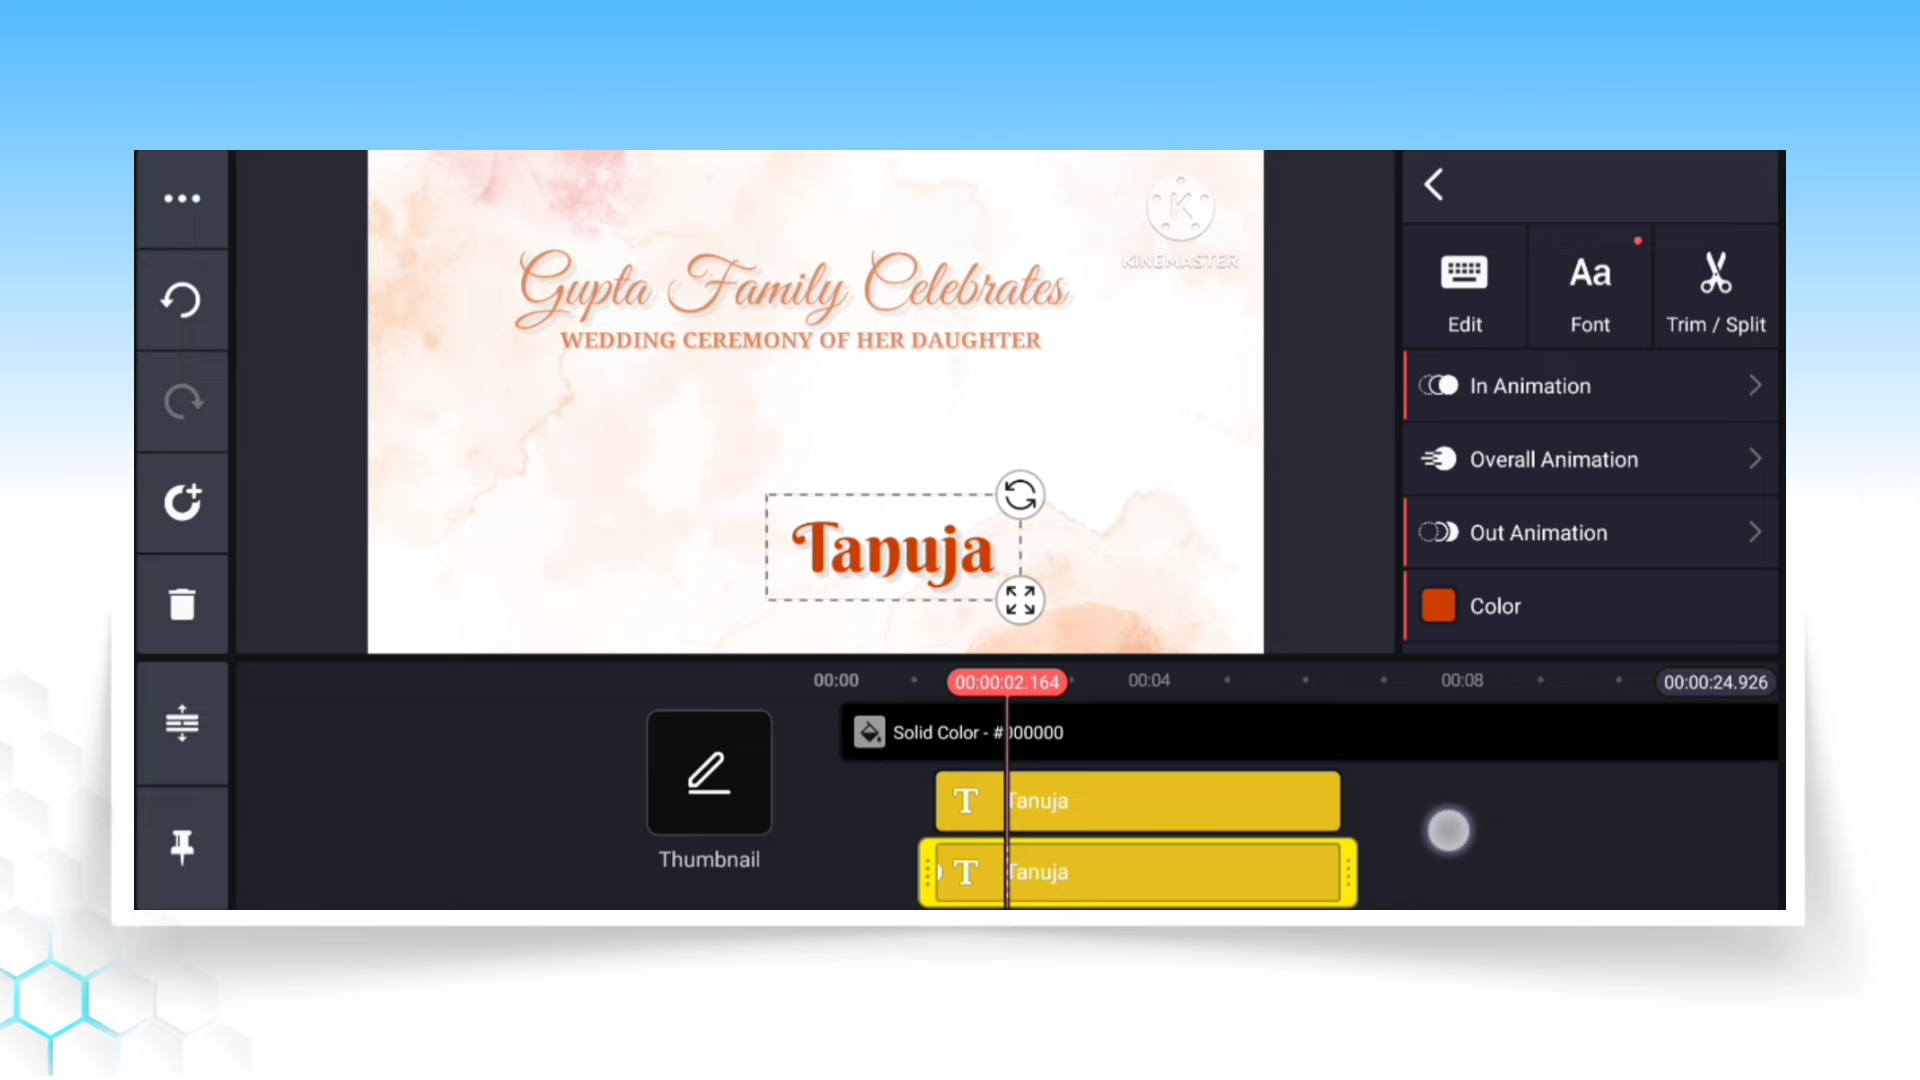 Gupta Family Celebrates
WEDDING CEREMONY OF HER DAUGHTER
K
KINEMASTER
Tanuja
Edit
Aa
Font
Trim / Split
In Animation
Overall Animation
Out Animation
Color
00:00
00:00:02.164
00:04
00:08
00:00:24.926
Solid Color - #000000
Thumbnail
T Tanuja
T Tanuja